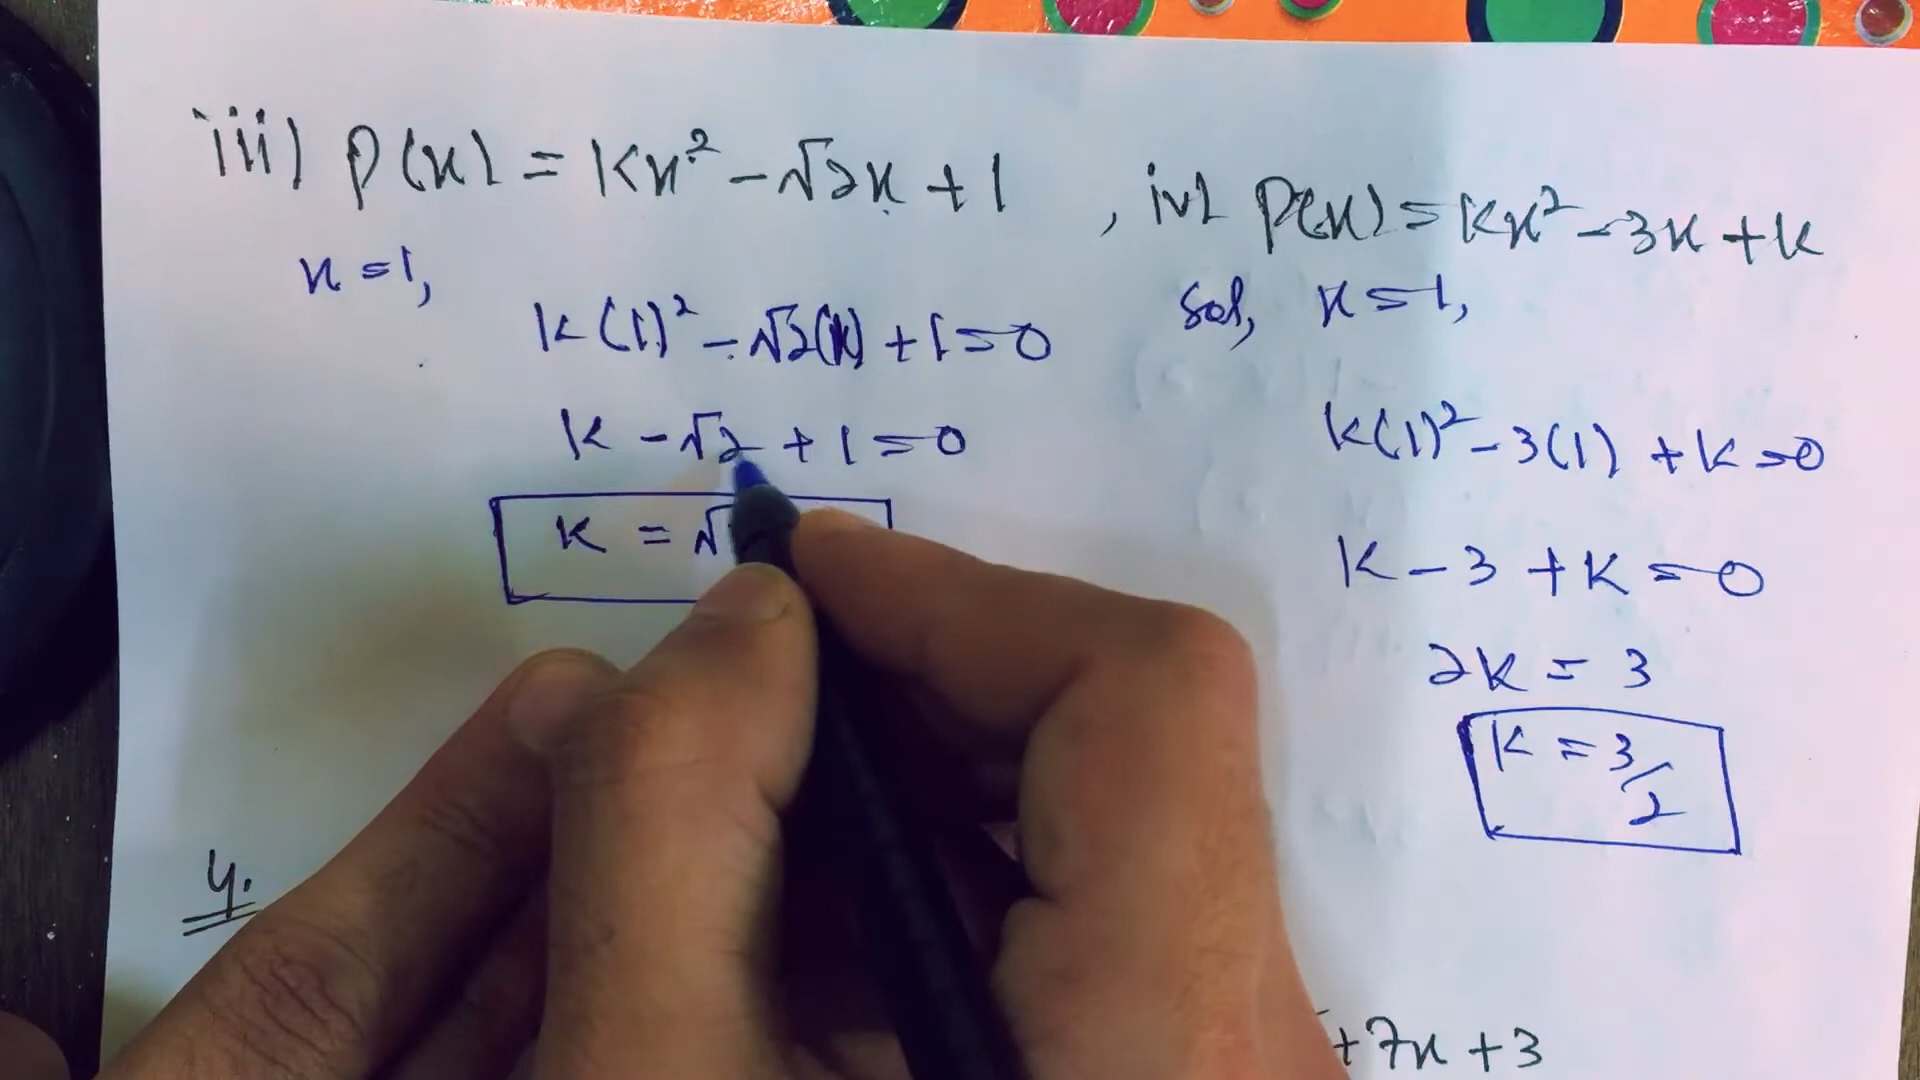 iii) P(x) = Kx² - √2x + 1
x = 1,
K(1)² - √2(1) + 1 = 0
K - √2 + 1 = 0
K = √
, iv) P(x) = Kx² - 3x + K
Sol, x = 1,
K(1)² - 3(1) + K = 0
K - 3 + K = 0
2K = 3
K = 3/2
4.
+ 7x + 3